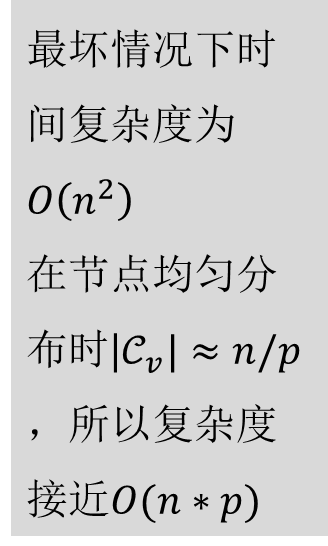 最坏情况下时
间复杂度为
𝑂(𝑛²)
在节点均匀分
布时|𝒞ᵥ| ≈ 𝑛/𝑝
，所以复杂度
接近𝑂(𝑛 ∗ 𝑝)